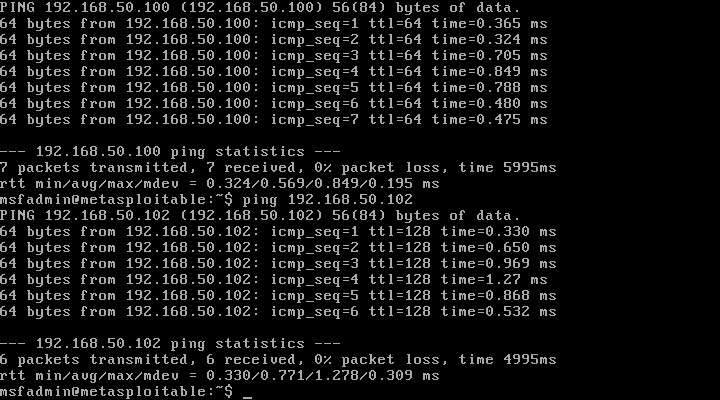 PING 192.168.50.100 (192.168.50.100) 56(84) bytes of data.
64 bytes from 192.168.50.100: icmp_seq=1 ttl=64 time=0.365 ms
64 bytes from 192.168.50.100: icmp_seq=2 ttl=64 time=0.324 ms
64 bytes from 192.168.50.100: icmp_seq=3 ttl=64 time=0.705 ms
64 bytes from 192.168.50.100: icmp_seq=4 ttl=64 time=0.849 ms
64 bytes from 192.168.50.100: icmp_seq=5 ttl=64 time=0.788 ms
64 bytes from 192.168.50.100: icmp_seq=6 ttl=64 time=0.480 ms
64 bytes from 192.168.50.100: icmp_seq=7 ttl=64 time=0.475 ms
--- 192.168.50.100 ping statistics ---
7 packets transmitted, 7 received, 0% packet loss, time 5995ms
rtt min/avg/max/mdev = 0.324/0.569/0.849/0.195 ms
msfadmin@metasploitable:~$ ping 192.168.50.102
PING 192.168.50.102 (192.168.50.102) 56(84) bytes of data.
64 bytes from 192.168.50.102: icmp_seq=1 ttl=128 time=0.330 ms
64 bytes from 192.168.50.102: icmp_seq=2 ttl=128 time=0.650 ms
64 bytes from 192.168.50.102: icmp_seq=3 ttl=128 time=0.969 ms
64 bytes from 192.168.50.102: icmp_seq=4 ttl=128 time=1.27 ms
64 bytes from 192.168.50.102: icmp_seq=5 ttl=128 time=0.868 ms
64 bytes from 192.168.50.102: icmp_seq=6 ttl=128 time=0.532 ms
--- 192.168.50.102 ping statistics ---
6 packets transmitted, 6 received, 0% packet loss, time 4995ms
rtt min/avg/max/mdev = 0.330/0.771/1.278/0.309 ms
msfadmin@metasploitable:~$ _